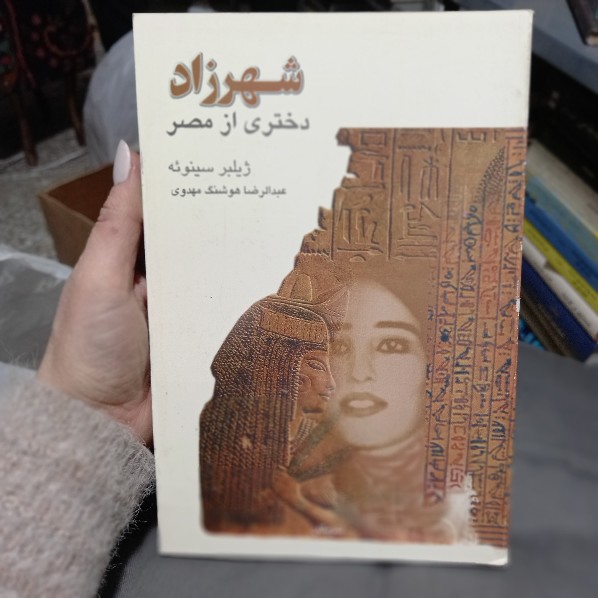 شهرزاد
دختری از مصر
ژیلبر سینوئه
عبدالرضا هوشنگ مهدوی